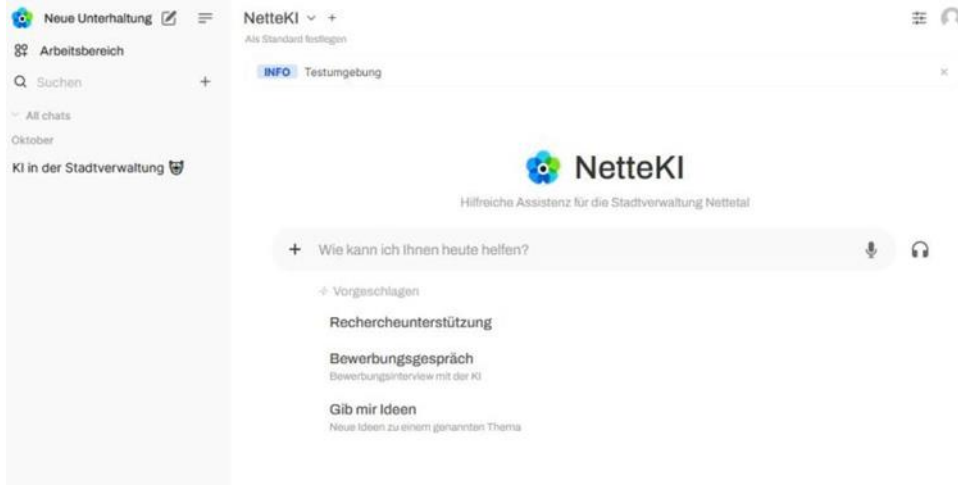 Neue Unterhaltung
Arbeitsbereich
Suchen
All chats
Oktober
KI in der Stadtverwaltung
NetteKI
Als Standard festlegen
INFO Testumgebung
NetteKI
Hilfreiche Assistenz für die Stadtverwaltung Nettetal
Wie kann ich Ihnen heute helfen?
Vorgeschlagen
Rechercheunterstützung
Bewerbungsgespräch
Bewerbungsinterview mit der KI
Gib mir Ideen
Neue Ideen zu einem genannten Thema